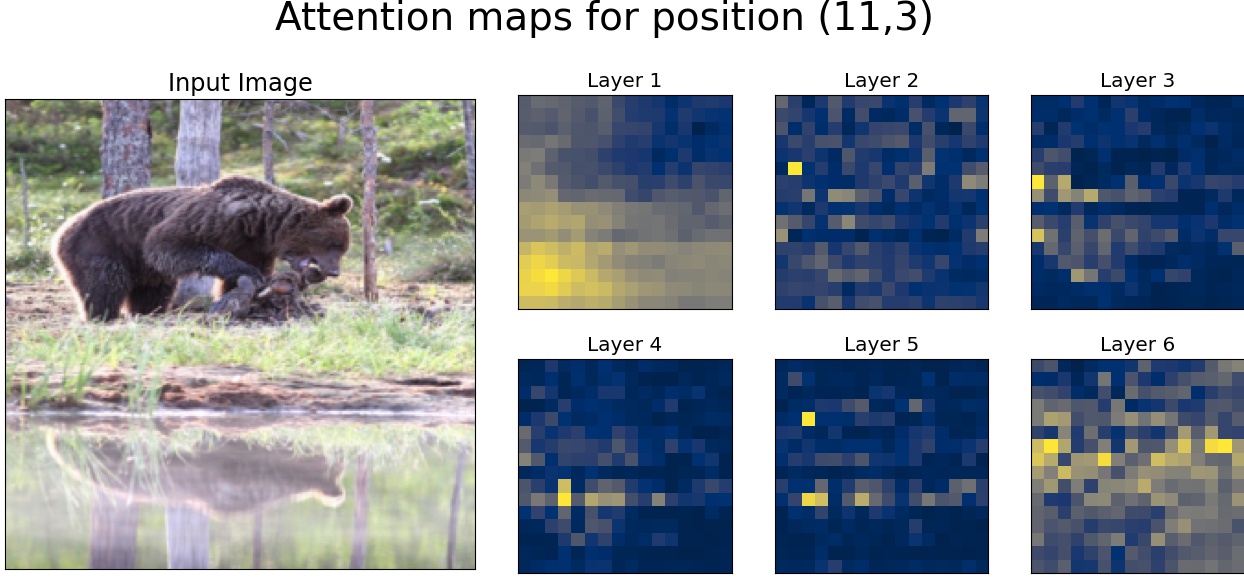 Attention maps for position (11,3)
Input Image
Layer 1
Layer 2
Layer 3
Layer 4
Layer 5
Layer 6